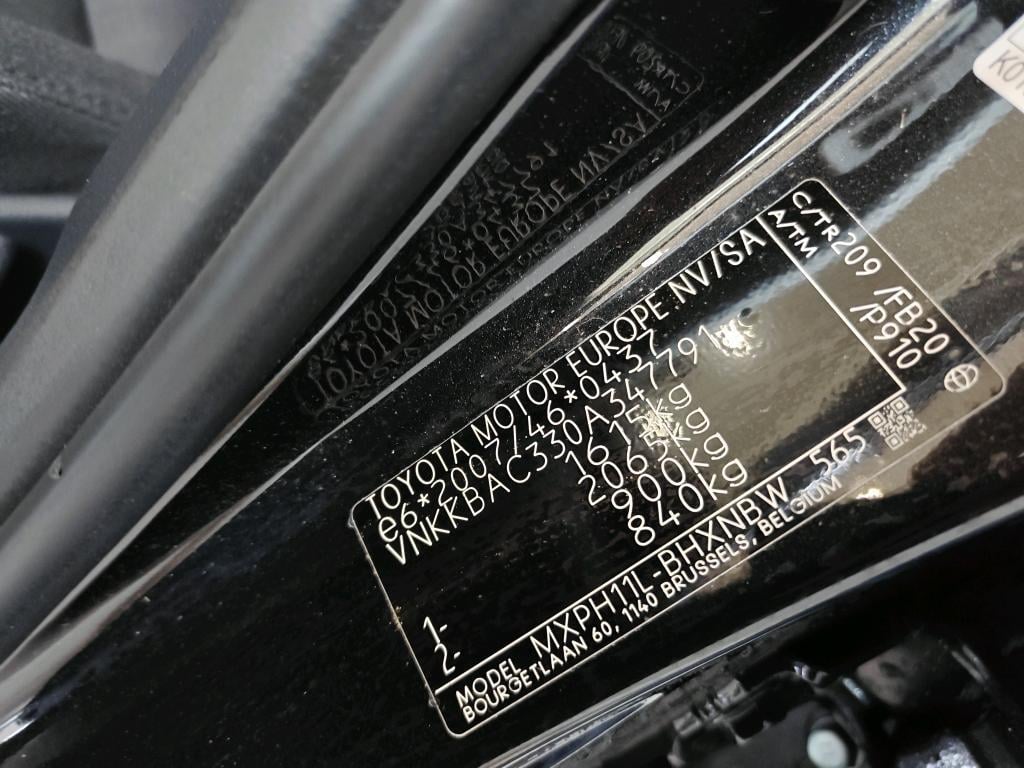 TOYOTA MOTOR EUROPE NV/SA
e6*2007/46*0437
VNKKBAC330A347791
1615kg
2065kg
1- 900kg
2- 840kg
C/TR 209 /FB20
A/TM /P910
MODEL MXPH11L-BHXNBW 565
BOURGETLAAN 60, 1140 BRUSSELS, BELGIUM